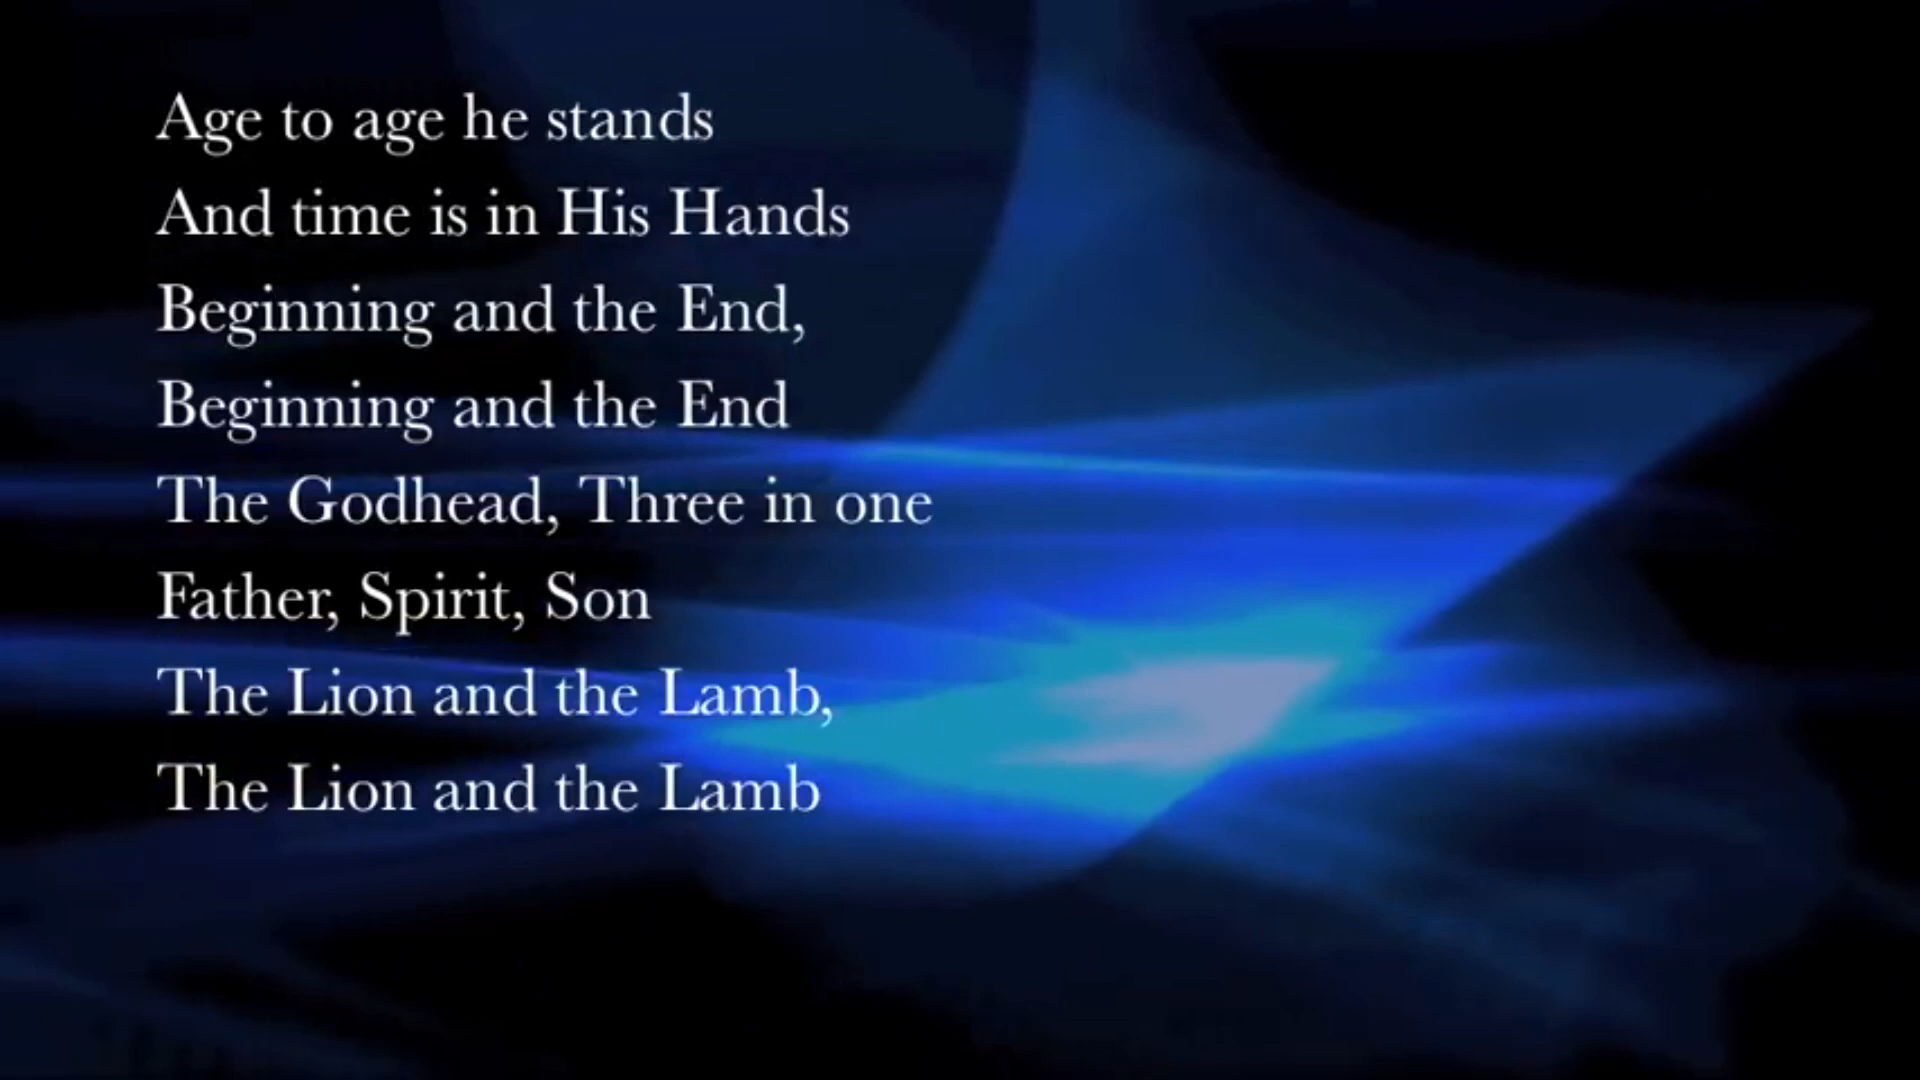 Age to age he stands
And time is in His Hands
Beginning and the End,
Beginning and the End
The Godhead, Three in one
Father, Spirit, Son
The Lion and the Lamb,
The Lion and the Lamb